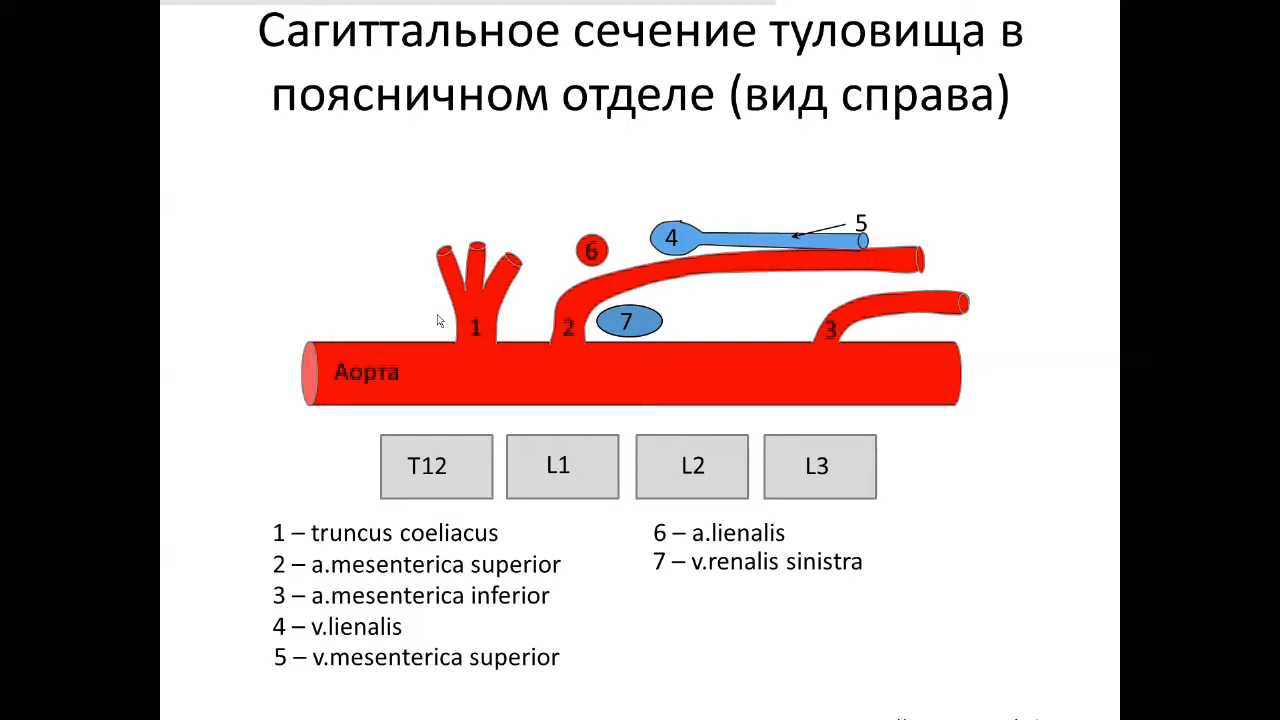 Сагиттальное сечение туловища в
поясничном отделе (вид справа)
5
4
6
7
1
2
3
Аорта
T12
L1
L2
L3
1 – truncus coeliacus
2 – a.mesenterica superior
3 – a.mesenterica inferior
4 – v.lienalis
5 – v.mesenterica superior
6 – a.lienalis
7 – v.renalis sinistra